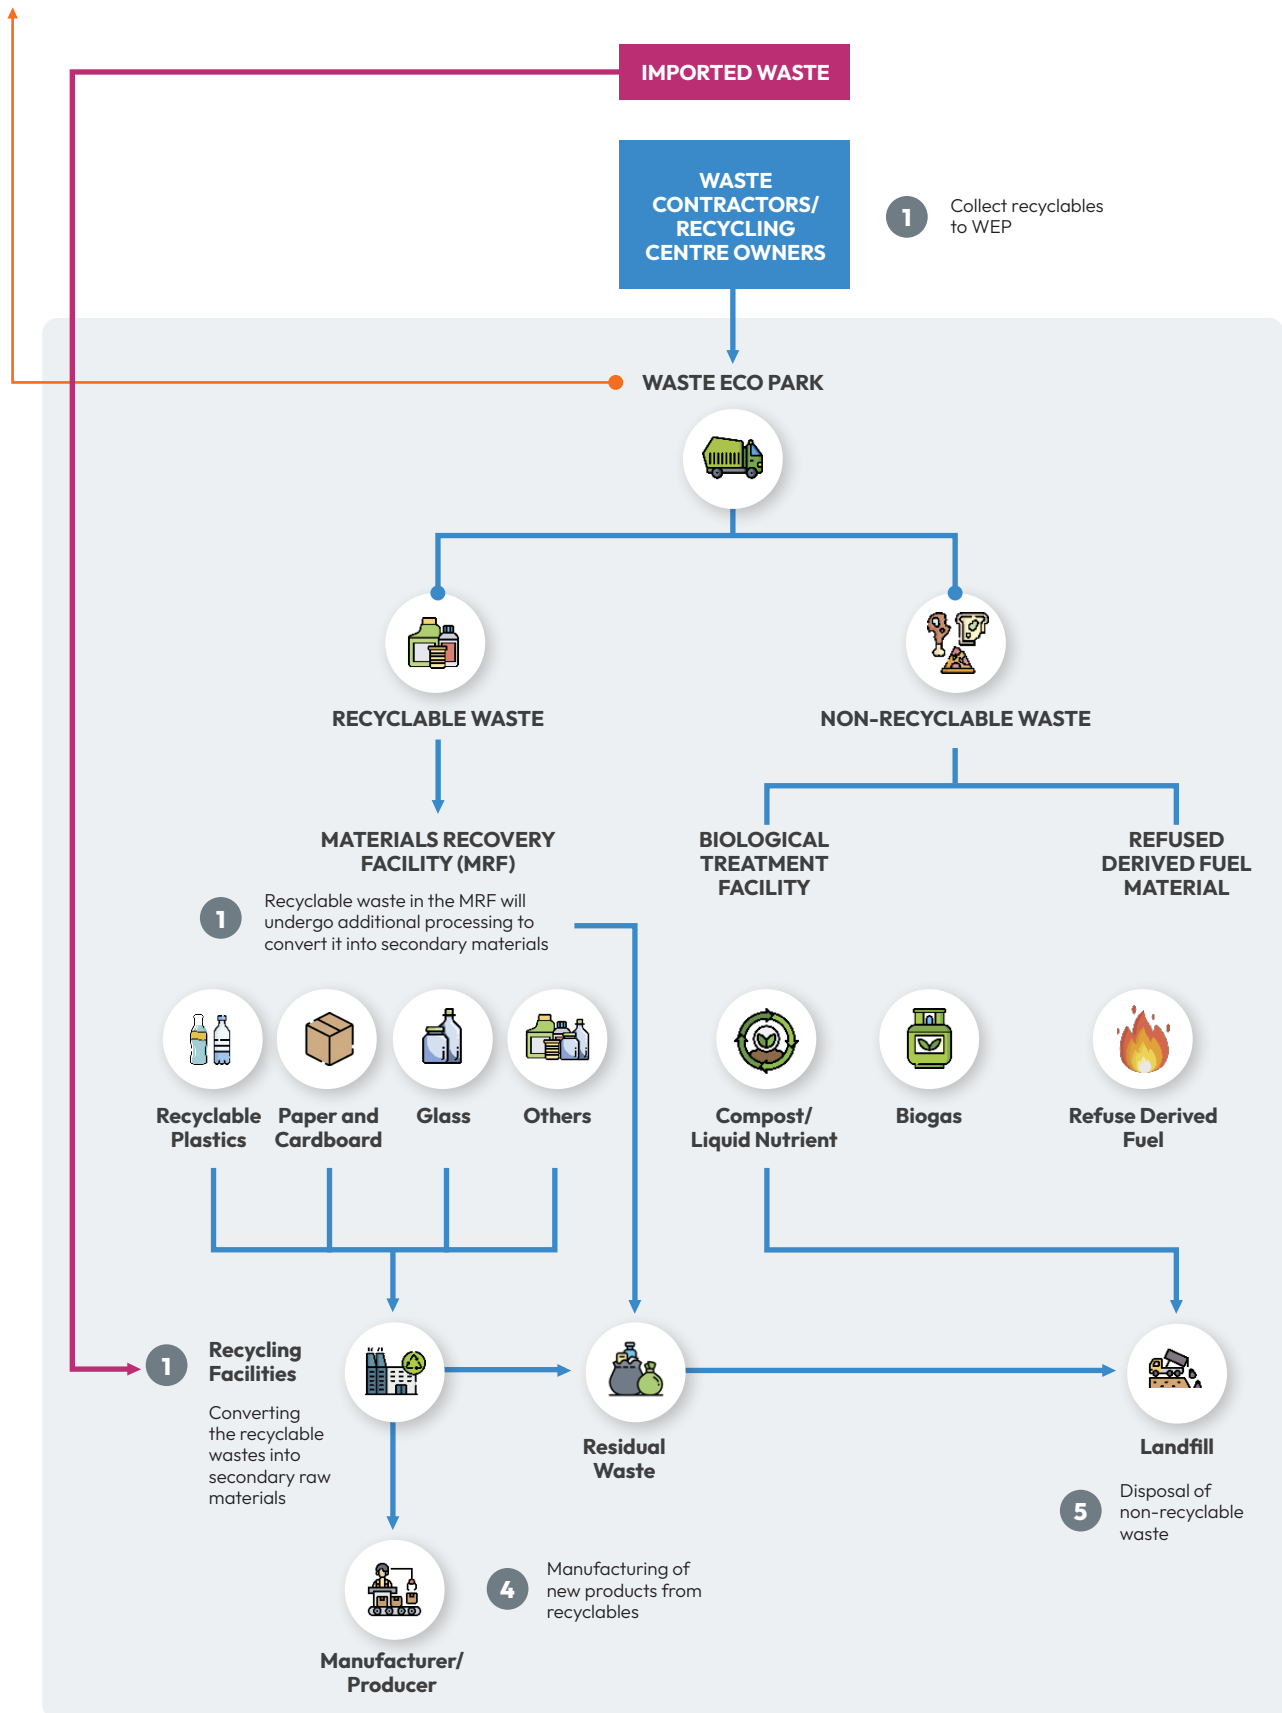 IMPORTED WASTE
WASTE
CONTRACTORS/
RECYCLING
CENTRE OWNERS
1
Collect recyclables
to WEP
WASTE ECO PARK
RECYCLABLE WASTE
NON-RECYCLABLE WASTE
MATERIALS RECOVERY
FACILITY (MRF)
1
Recyclable waste in the MRF will
undergo additional processing to
convert it into secondary materials
BIOLOGICAL
TREATMENT
FACILITY
REFUSED
DERIVED FUEL
MATERIAL
Recyclable
Plastics
Paper and
Cardboard
Glass
Others
Compost/
Liquid Nutrient
Biogas
Refuse Derived
Fuel
1
Recycling
Facilities
Converting
the recyclable
wastes into
secondary raw
materials
Residual
Waste
Landfill
5
Disposal of
non-recyclable
waste
4
Manufacturing of
new products from
recyclables
Manufacturer/
Producer